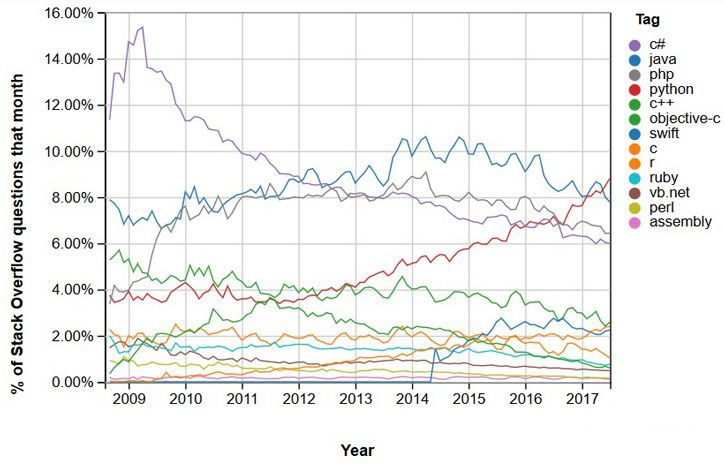 16.00%
14.00%
12.00%
10.00%
8.00%
6.00%
4.00%
2.00%
0.00%
% of Stack Overflow questions that month
2009 2010 2011 2012 2013 2014 2015 2016 2017
Year
Tag
c#
java
php
python
c++
objective-c
swift
c
r
ruby
vb.net
perl
assembly